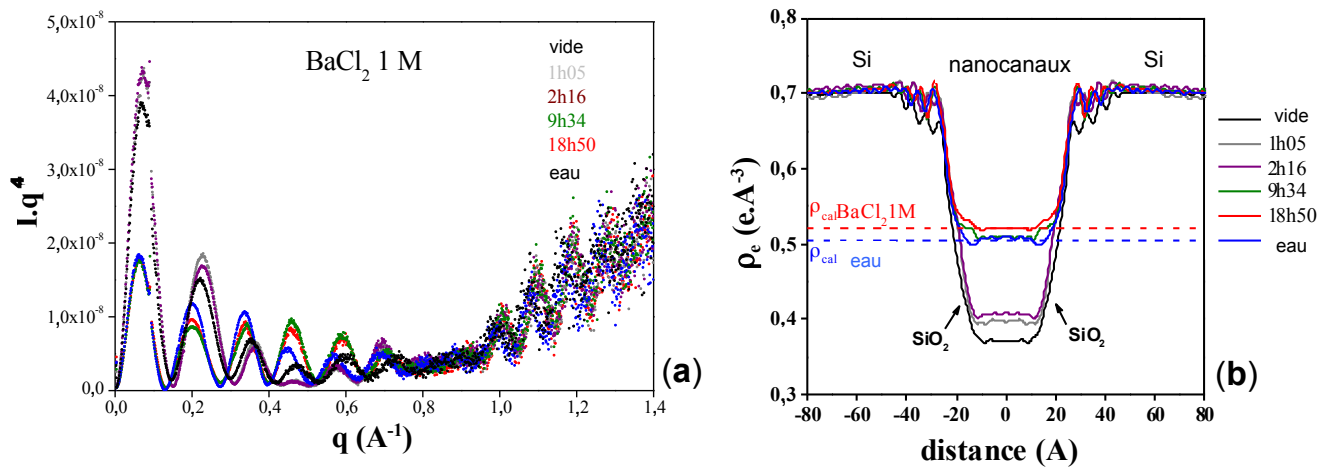 BaCl₂ 1 M
vide
1h05
2h16
9h34
18h50
eau
I.q⁴
5,0x10⁻⁸
4,0x10⁻⁸
3,0x10⁻⁸
2,0x10⁻⁸
1,0x10⁻⁸
0,0
0,0 0,2 0,4 0,6 0,8 1,0 1,2 1,4
q (A⁻¹)
(a)
Si nanocanaux Si
ρₑ (e.A⁻³)
0,8
0,7
0,6
0,5
0,4
0,3
ρcal BaCl₂ 1M
ρcal eau
SiO₂ SiO₂
-80 -60 -40 -20 0 20 40 60 80
distance (A)
vide
1h05
2h16
9h34
18h50
eau
(b)